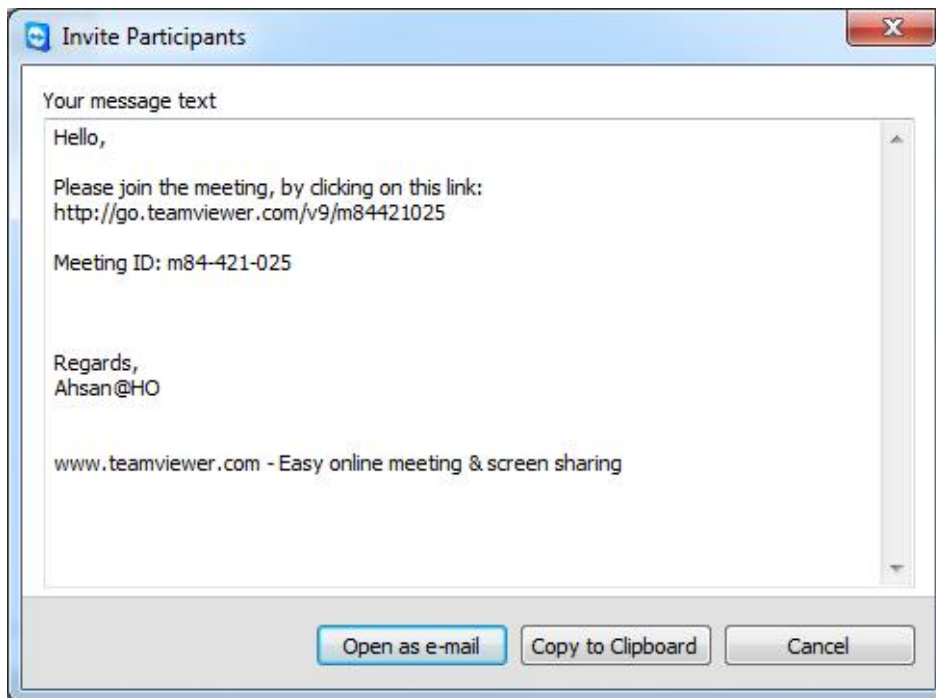 Invite Participants
Your message text
Hello,
Please join the meeting, by clicking on this link:
http://go.teamviewer.com/v9/m84421025
Meeting ID: m84-421-025
Regards,
Ahsan@HO
www.teamviewer.com - Easy online meeting & screen sharing
Open as e-mail Copy to Clipboard Cancel